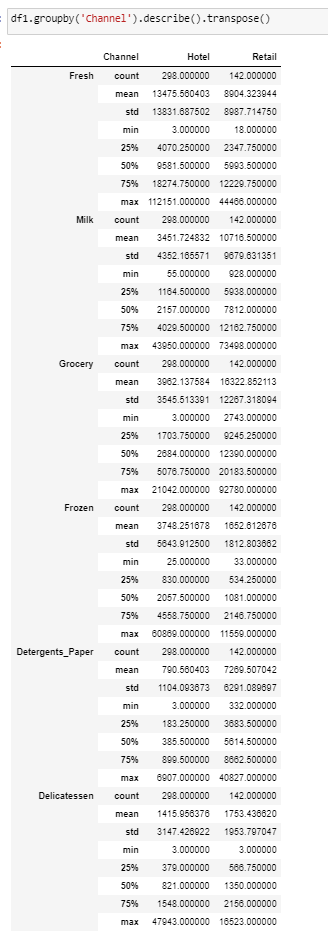 df1.groupby('Channel').describe().transpose()
Channel Hotel Retail
Fresh count 298.000000 142.000000
mean 13475.560403 8904.323944
std 13831.687502 8987.714750
min 3.000000 18.000000
25% 4070.250000 2347.750000
50% 9581.500000 5993.500000
75% 18274.750000 12229.750000
max 112151.000000 44466.000000
Milk count 298.000000 142.000000
mean 3451.724832 10716.500000
std 4352.165571 9679.631351
min 55.000000 928.000000
25% 1164.500000 5938.000000
50% 2157.000000 7812.000000
75% 4029.500000 12162.750000
max 43950.000000 73498.000000
Grocery count 298.000000 142.000000
mean 3962.137584 16322.852113
std 3545.513391 12267.318094
min 3.000000 2743.000000
25% 1703.750000 9245.250000
50% 2684.000000 12390.000000
75% 5076.750000 20183.500000
max 21042.000000 92780.000000
Frozen count 298.000000 142.000000
mean 3748.251678 1652.612676
std 5643.912500 1812.803662
min 25.000000 33.000000
25% 830.000000 534.250000
50% 2057.500000 1081.000000
75% 4558.750000 2146.750000
max 60869.000000 11559.000000
Detergents_Paper count 298.000000 142.000000
mean 790.560403 7269.507042
std 1104.093673 6291.089697
min 3.000000 332.000000
25% 183.250000 3683.500000
50% 385.500000 5614.500000
75% 899.500000 8662.500000
max 6907.000000 40827.000000
Delicatessen count 298.000000 142.000000
mean 1415.956376 1753.436620
std 3147.426922 1953.797047
min 3.000000 3.000000
25% 379.000000 566.750000
50% 821.000000 1350.000000
75% 1548.000000 2156.000000
max 47943.000000 16523.000000